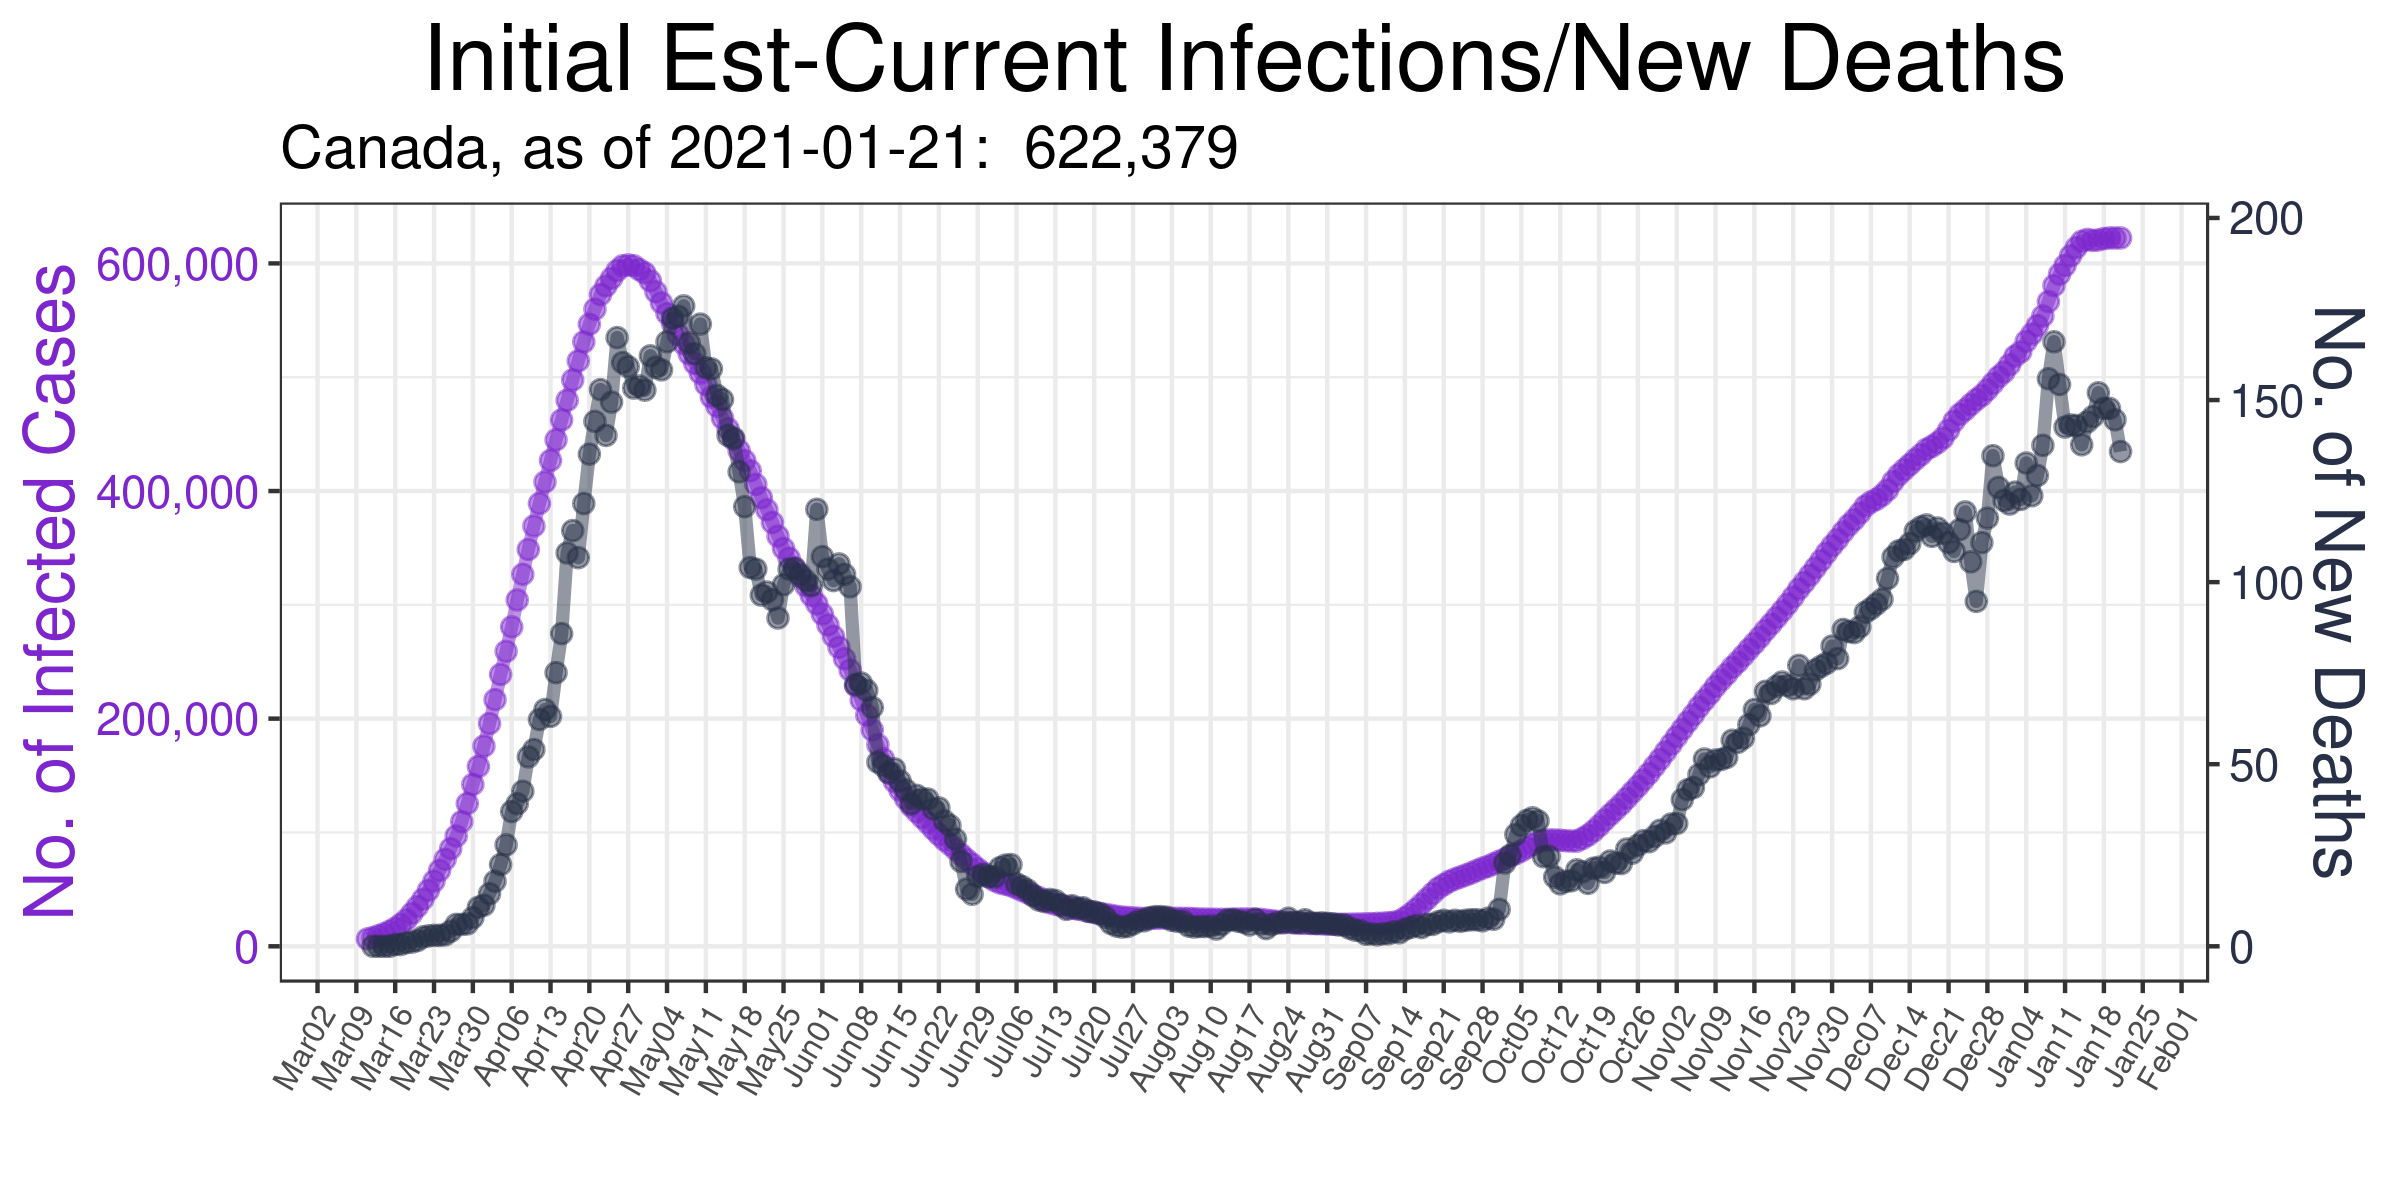 Initial Est-Current Infections/New Deaths
Canada, as of 2021-01-21:  622,379
No. of Infected Cases
600,000
400,000
200,000
0
200
150
100
50
0
No. of New Deaths
Mar02
Mar09
Mar16
Mar23
Mar30
Apr06
Apr13
Apr20
Apr27
May04
May11
May18
May25
Jun01
Jun08
Jun15
Jun22
Jun29
Jul06
Jul13
Jul20
Jul27
Aug03
Aug10
Aug17
Aug24
Aug31
Sep07
Sep14
Sep21
Sep28
Oct05
Oct12
Oct19
Oct26
Nov02
Nov09
Nov16
Nov23
Nov30
Dec07
Dec14
Dec21
Dec28
Jan04
Jan11
Jan18
Jan25
Feb01